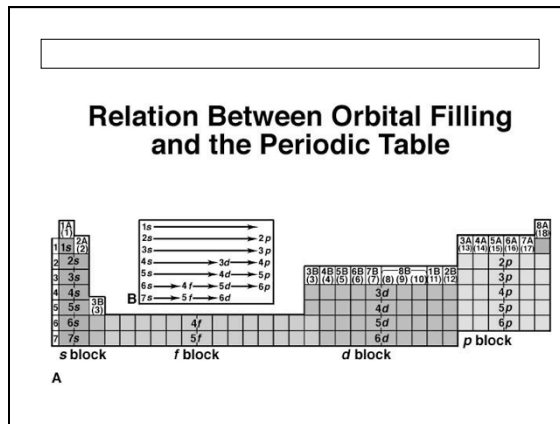 Relation Between Orbital Filling
and the Periodic Table
1A
(1)
2A
(2)
3B
(3)
1s
2s 2p
3s 3p
4s 3d 4p
5s 4d 5p
6s 4f 5d 6p
7s 5f 6d
B
8A
(18)
3A 4A 5A 6A 7A
(13) (14) (15) (16) (17)
3B 4B 5B 6B 7B 8B 1B 2B
(3) (4) (5) (6) (7) (8) (9) (10) (11) (12)
1 1s
2 2s 2p
3 3s 3d 3p
4 4s 4d 4p
5 5s 5p
6 6s 4f 5d 6p
7 7s 5f 6d
s block f block d block p block
A